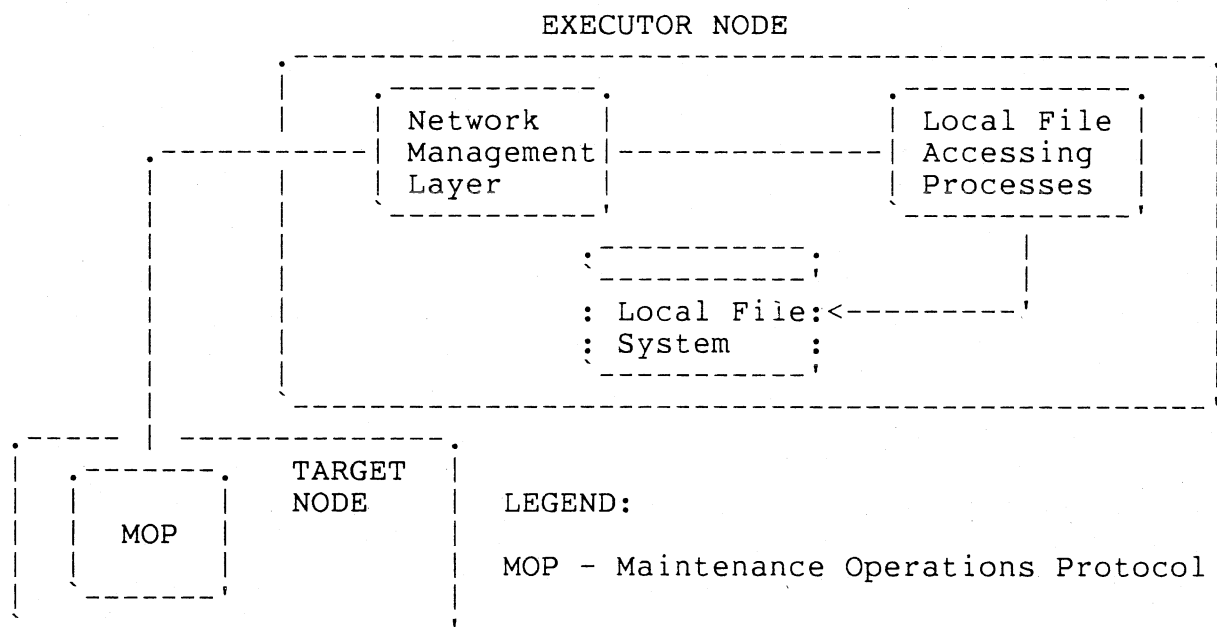 EXECUTOR NODE
Network
Management
Layer
Local File
Accessing
Processes
Local File
System
TARGET
NODE
MOP
LEGEND:
MOP - Maintenance Operations Protocol